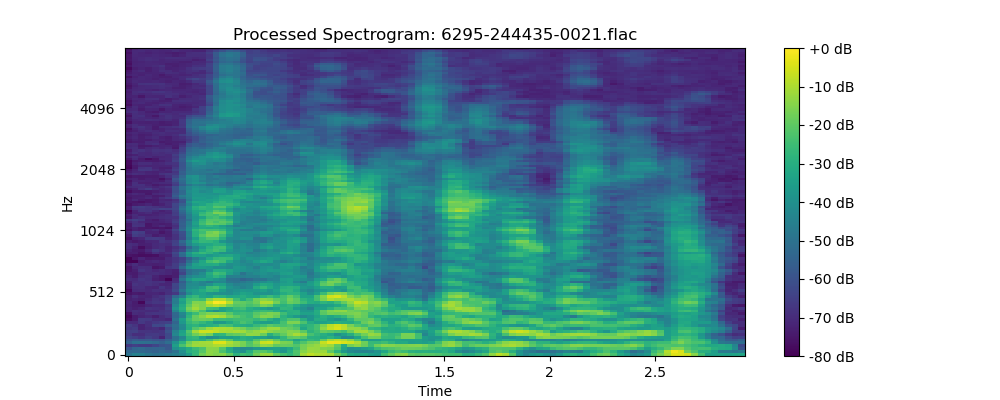 Processed Spectrogram: 6295-244435-0021.flac
Hz
4096
2048
1024
512
0
0
0.5
1
1.5
2
2.5
Time
+0 dB
-10 dB
-20 dB
-30 dB
-40 dB
-50 dB
-60 dB
-70 dB
-80 dB